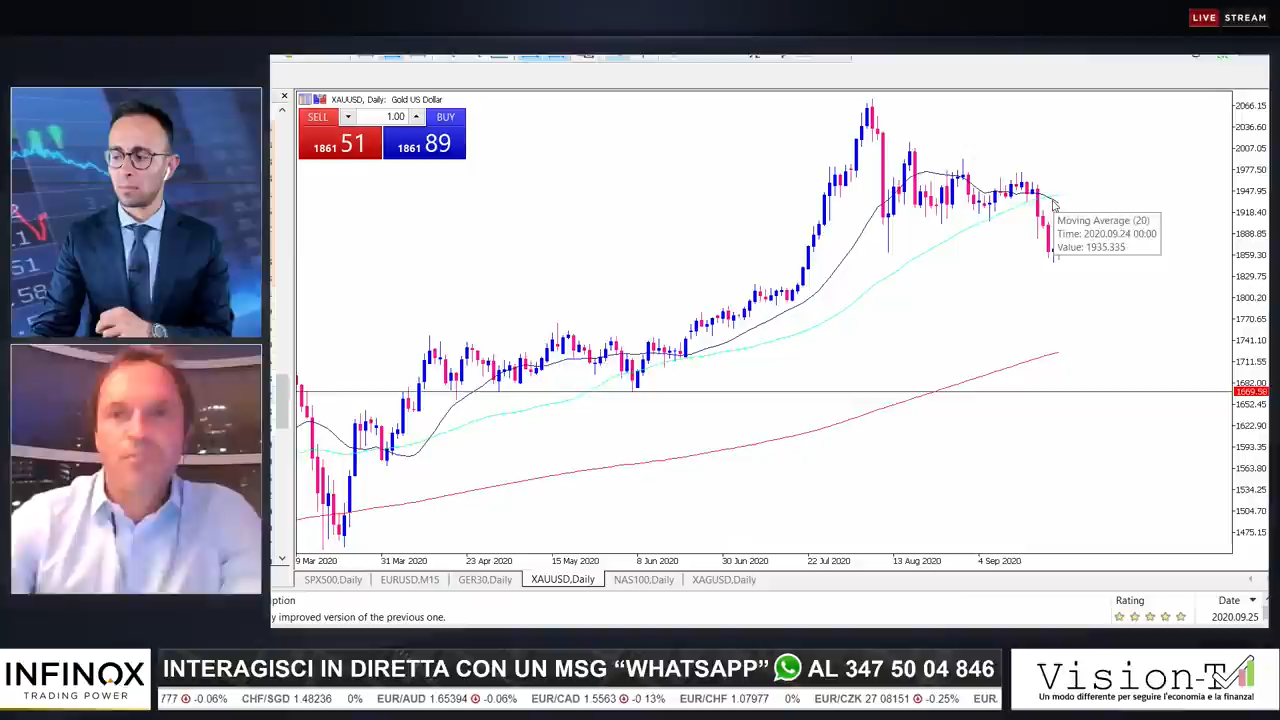 LIVE STREAM
XAUUSD, Daily: Gold US Dollar
SELL 1.00 BUY
1861 51 1861 89
2066.15
2036.60
2007.05
1977.50
1947.95
1918.40
1888.85
1859.30
1829.75
1800.20
1770.65
1741.10
1711.55
1682.00
1669.58
1652.45
1622.90
1593.35
1563.80
1534.25
1504.70
1475.15
Moving Average (20)
Time: 2020.09.24 00:00
Value: 1935.335
9 Mar 2020 31 Mar 2020 23 Apr 2020 15 May 2020 8 Jun 2020 30 Jun 2020 22 Jul 2020 13 Aug 2020 4 Sep 2020
SPX500,Daily EURUSD,M15 GER30,Daily XAUUSD,Daily NAS100,Daily XAGUSD,Daily
ption Rating Date
y improved version of the previous one. 2020.09.25
INFINOX
TRADING POWER
INTERAGISCI IN DIRETTA CON UN MSG “WHATSAPP” AL 347 50 04 846
777 -0.06% CHF/SGD 1.48236 0% EUR/AUD 1.65394 -0.06% EUR/CAD 1.5563 -0.13% EUR/CHF 1.07977 0% EUR/CZK 27.08151 -0.25% EUR
Vision-T
Un modo differente per seguire l'economia e la finanza!